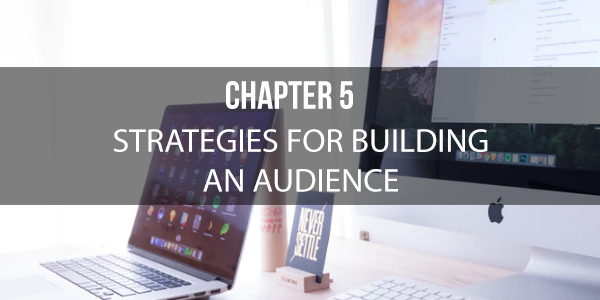 CHAPTER 5
STRATEGIES FOR BUILDING
AN AUDIENCE
NEVER
SETTLE